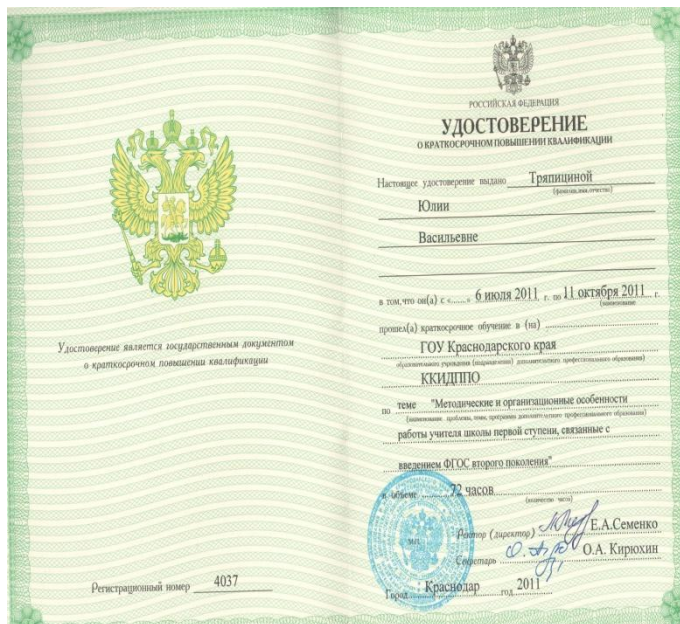 Удостоверение является государственным документом
о краткосрочном повышении квалификации
Регистрационный номер 4037
РОССИЙСКАЯ ФЕДЕРАЦИЯ
УДОСТОВЕРЕНИЕ
О КРАТКОСРОЧНОМ ПОВЫШЕНИИ КВАЛИФИКАЦИИ
Настоящее удостоверение выдано Тряпициной
(фамилия, имя, отчество)
Юлии
Васильевне
в том, что он(а) с «......» 6 июля 2011 г. по 11 октября 2011 г.
(наименование
прошел(а) краткосрочное обучение в (на)
ГОУ Краснодарского края
образовательного учреждения (подразделения) дополнительного профессионального образования)
ККИДППО
по теме "Методические и организационные особенности
(наименование проблемы, темы, программы дополнительного профессионального образования)
работы учителя школы первой ступени, связанные с
введением ФГОС второго поколения"
в объеме 72 часов
(количество часов)
М.П.
Ректор (директор) Е.А.Семенко
Секретарь О.А. Кирюхин
Город Краснодар год 2011